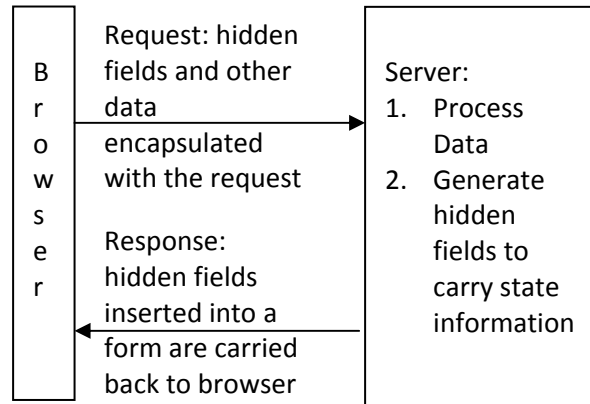 B
r
o
w
s
e
r
Request: hidden
fields and other
data
encapsulated
with the request
Response:
hidden fields
inserted into a
form are carried
back to browser
Server:
1. Process
Data
2. Generate
hidden
fields to
carry state
information